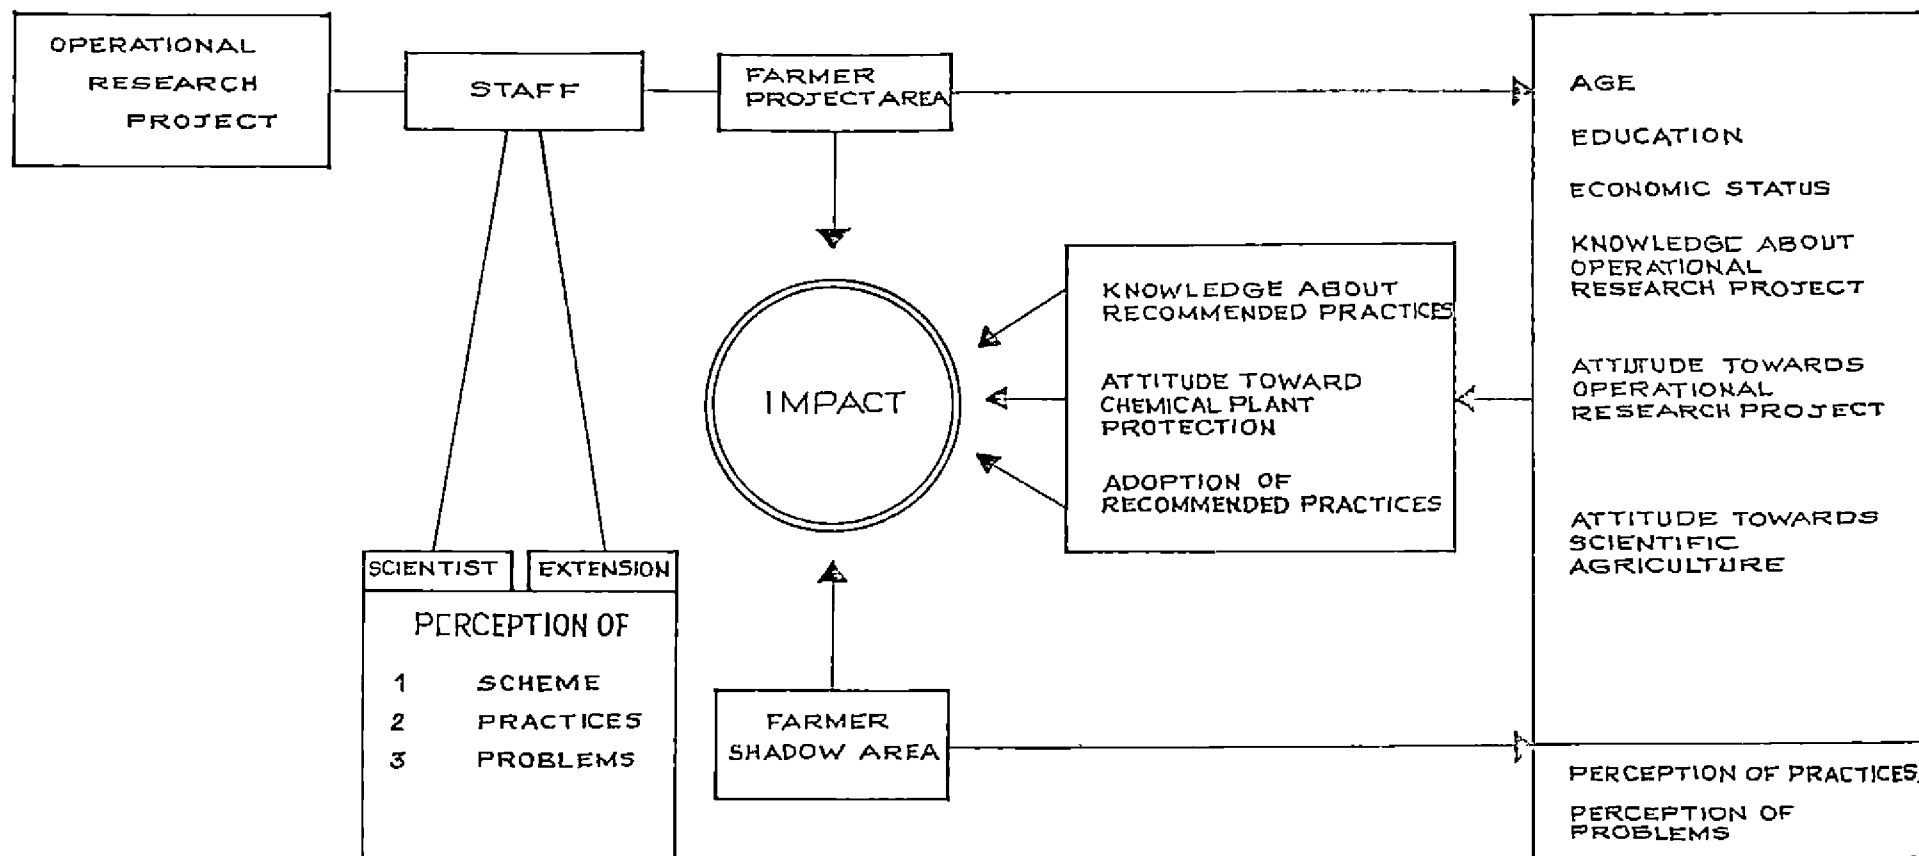 OPERATIONAL
RESEARCH
PROJECT
STAFF
FARMER
PROJECT AREA
AGE
EDUCATION
ECONOMIC STATUS
KNOWLEDGE ABOUT
OPERATIONAL
RESEARCH PROJECT
ATTITUDE TOWARDS
OPERATIONAL
RESEARCH PROJECT
ATTITUDE TOWARDS
SCIENTIFIC
AGRICULTURE
KNOWLEDGE ABOUT
RECOMMENDED PRACTICES
ATTITUDE TOWARD
CHEMICAL PLANT
PROTECTION
ADOPTION OF
RECOMMENDED PRACTICES
IMPACT
SCIENTIST
EXTENSION
PERCEPTION OF
1 SCHEME
2 PRACTICES
3 PROBLEMS
FARMER
SHADOW AREA
PERCEPTION OF PRACTICES
PERCEPTION OF
PROBLEMS